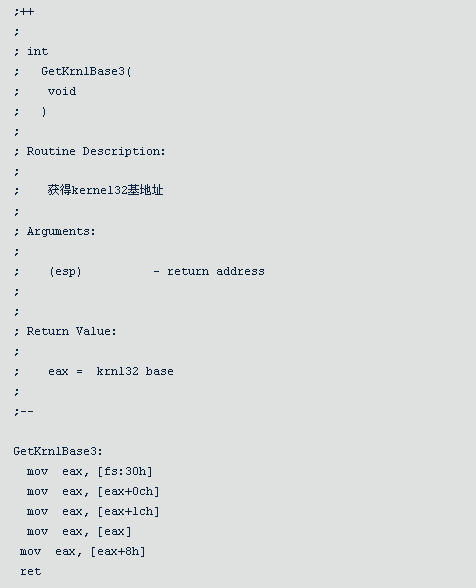 ;++
;
; int
;   GetKrnlBase3(
;    void
;   )
;
; Routine Description:
;
;    获得kernel32基地址
;
; Arguments:
;
;    (esp)          - return address
;
;
; Return Value:
;
;    eax =  krnl32 base
;
;--

GetKrnlBase3:
  mov  eax, [fs:30h]
  mov  eax, [eax+0ch]
  mov  eax, [eax+1ch]
  mov  eax, [eax]
 mov  eax, [eax+8h]
 ret